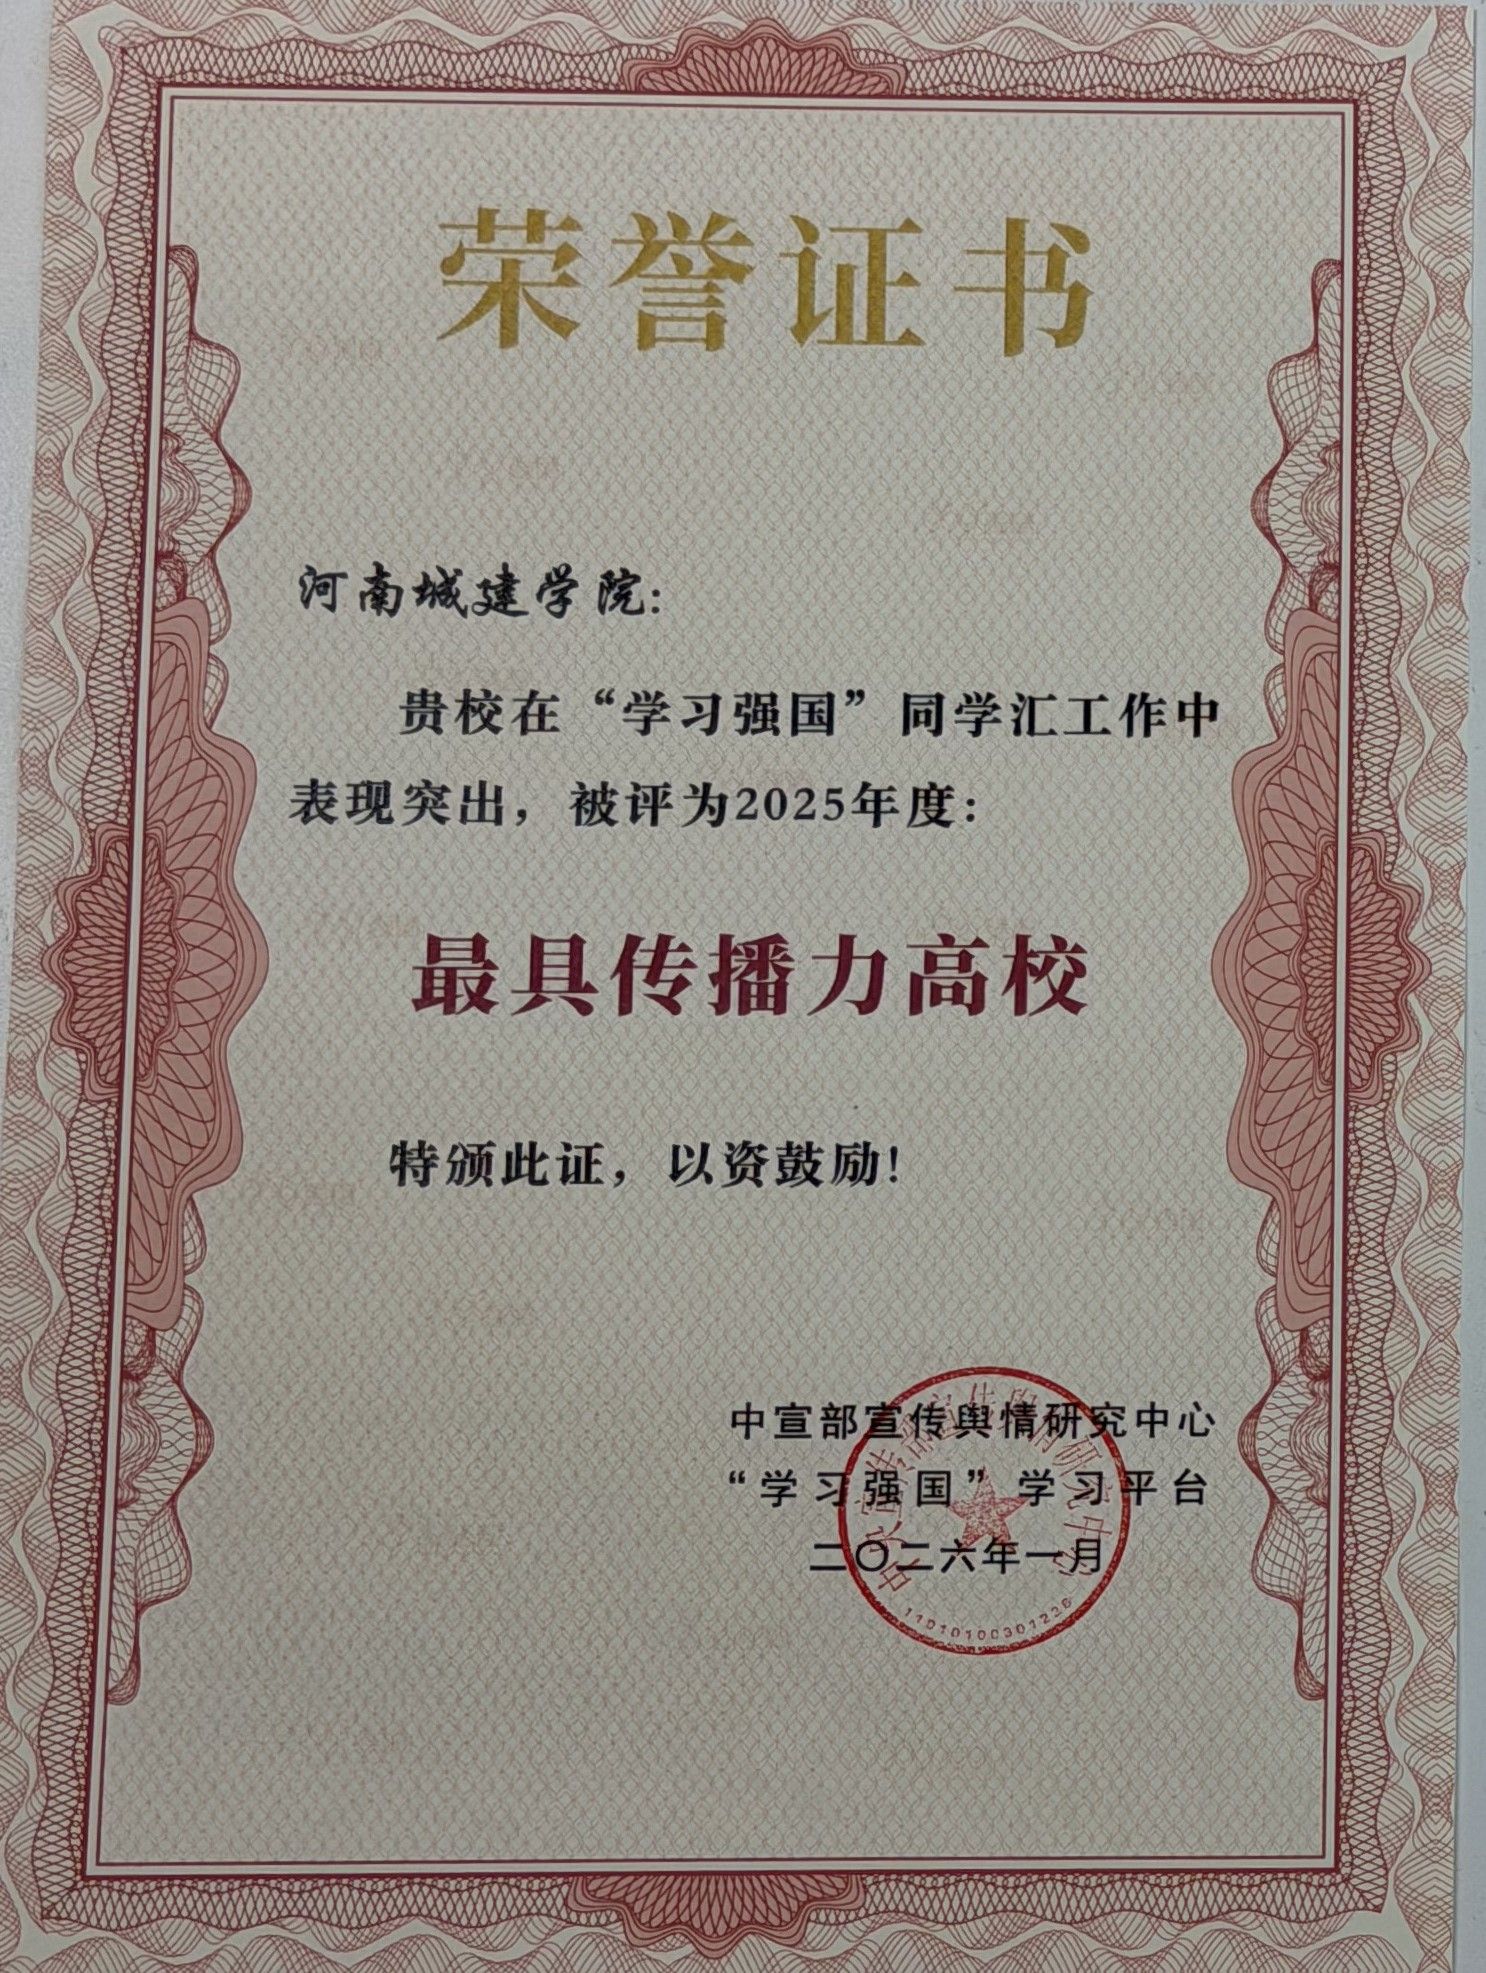 荣誉证书
河南城建学院：
贵校在“学习强国”同学汇工作中
表现突出，被评为2025年度：
最具传播力高校
特颁此证，以资鼓励！
中宣部宣传舆情研究中心
“学习强国”学习平台
二〇二六年一月
11010100301226